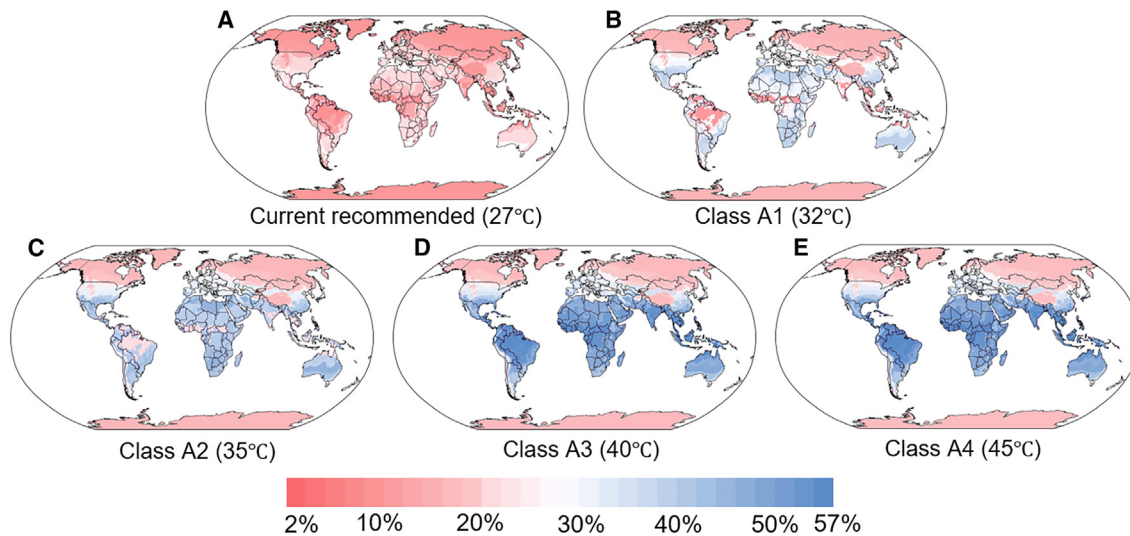 A
B
Current recommended (27℃)
Class A1 (32℃)
C
D
E
Class A2 (35℃)
Class A3 (40℃)
Class A4 (45℃)
2% 10% 20% 30% 40% 50% 57%